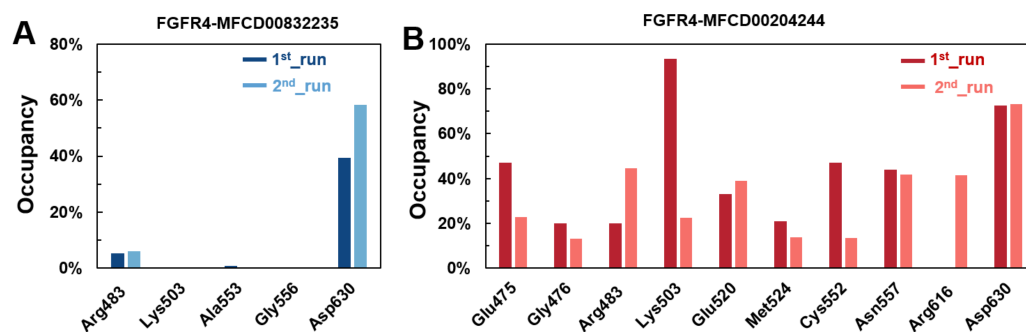 A
FGFR4-MFCD00832235
80%
60%
40%
20%
0%
Occupancy
1st_run
2nd_run
Arg483
Lys503
Ala553
Gly556
Asp630
B
FGFR4-MFCD00204244
100%
80%
60%
40%
20%
0%
Occupancy
1st_run
2nd_run
Glu475
Gly476
Arg483
Lys503
Glu520
Met524
Cys552
Asn557
Arg616
Asp630